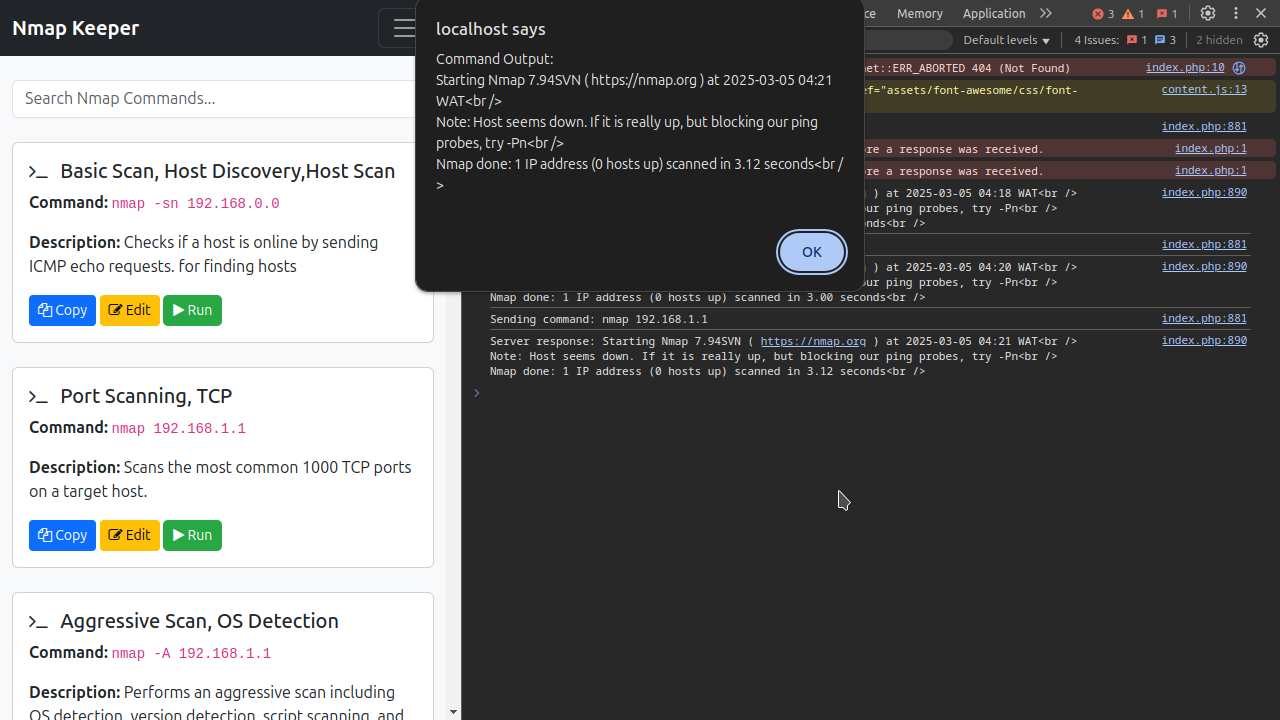 Nmap Keeper
Search Nmap Commands...
Basic Scan, Host Discovery,Host Scan
Command: nmap -sn 192.168.0.0
Description: Checks if a host is online by sending
ICMP echo requests. for finding hosts
Copy Edit Run
Port Scanning, TCP
Command: nmap 192.168.1.1
Description: Scans the most common 1000 TCP ports
on a target host.
Copy Edit Run
Aggressive Scan, OS Detection
Command: nmap -A 192.168.1.1
Description: Performs an aggressive scan including
OS detection, version detection, script scanning, and
localhost says
Command Output:
Starting Nmap 7.94SVN ( https://nmap.org ) at 2025-03-05 04:21
WAT<br />
Note: Host seems down. If it is really up, but blocking our ping
probes, try -Pn<br />
Nmap done: 1 IP address (0 hosts up) scanned in 3.12 seconds<br /
>
OK
ce Memory Application 3 1 1
Default levels 4 Issues: 1 3 2 hidden
et::ERR_ABORTED 404 (Not Found) index.php:10
ef="assets/font-awesome/css/font- content.js:13
index.php:881
re a response was received. index.php:1
re a response was received. index.php:1
) at 2025-03-05 04:18 WAT<br /> index.php:890
ur ping probes, try -Pn<br />
nds<br />
index.php:881
) at 2025-03-05 04:20 WAT<br /> index.php:890
ur ping probes, try -Pn<br />
Nmap done: 1 IP address (0 hosts up) scanned in 3.00 seconds<br />
Sending command: nmap 192.168.1.1 index.php:881
Server response: Starting Nmap 7.94SVN ( https://nmap.org ) at 2025-03-05 04:21 WAT<br /> index.php:890
Note: Host seems down. If it is really up, but blocking our ping probes, try -Pn<br />
Nmap done: 1 IP address (0 hosts up) scanned in 3.12 seconds<br />